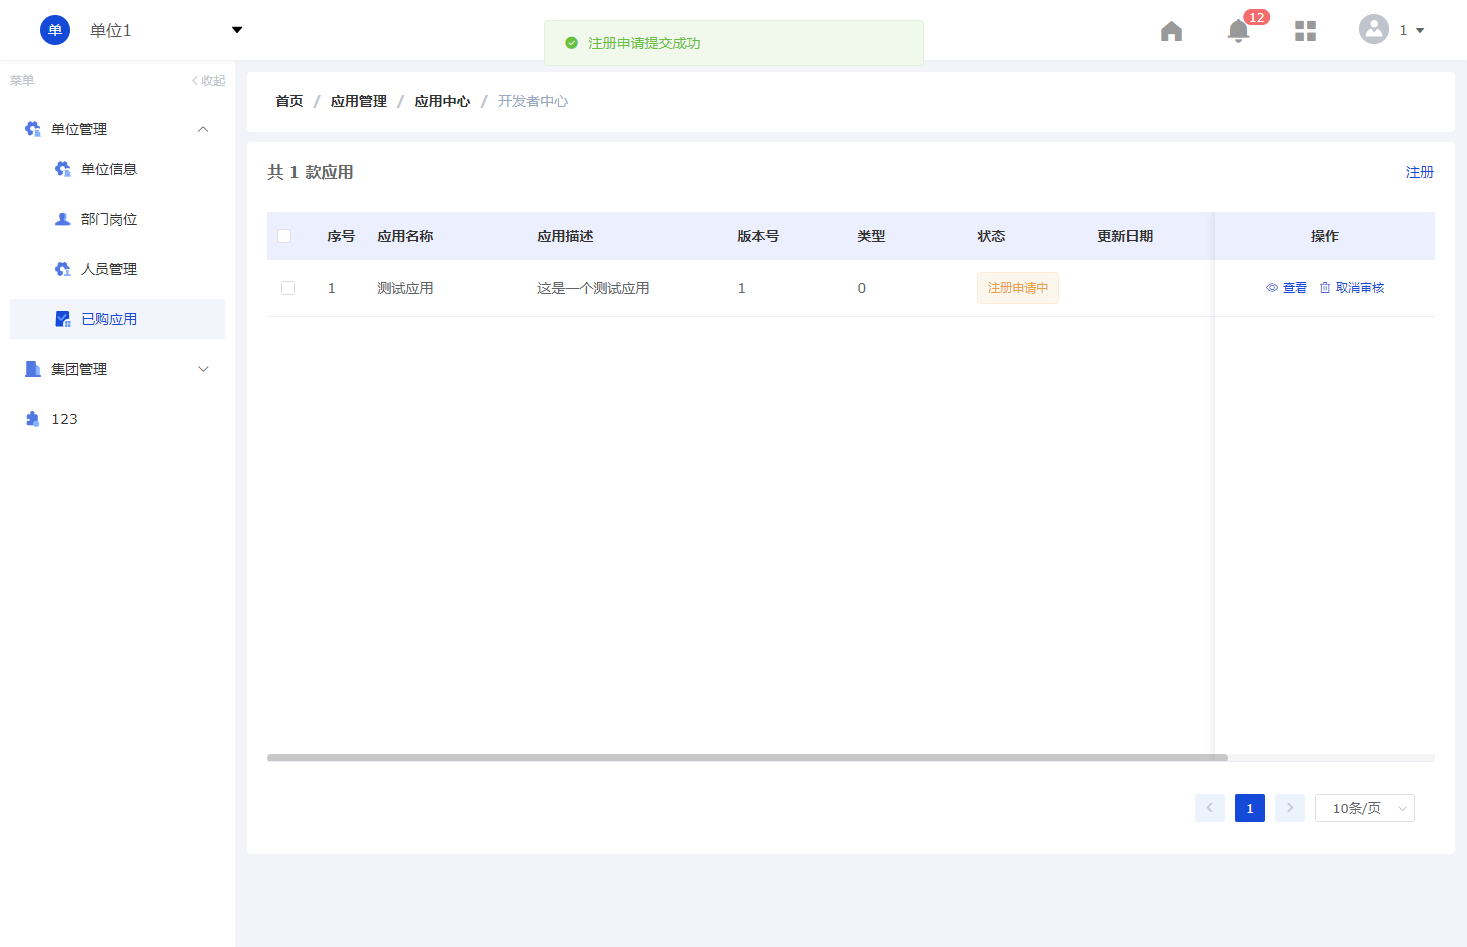 单 单位1
注册申请提交成功
12
1
菜单
收起
首页 / 应用管理 / 应用中心 / 开发者中心
单位管理
单位信息
部门岗位
人员管理
已购应用
集团管理
123
共 1 款应用
注册
序号 应用名称 应用描述 版本号 类型 状态 更新日期 操作
1 测试应用 这是一个测试应用 1 0 注册申请中 查看 取消审核
1 10条/页